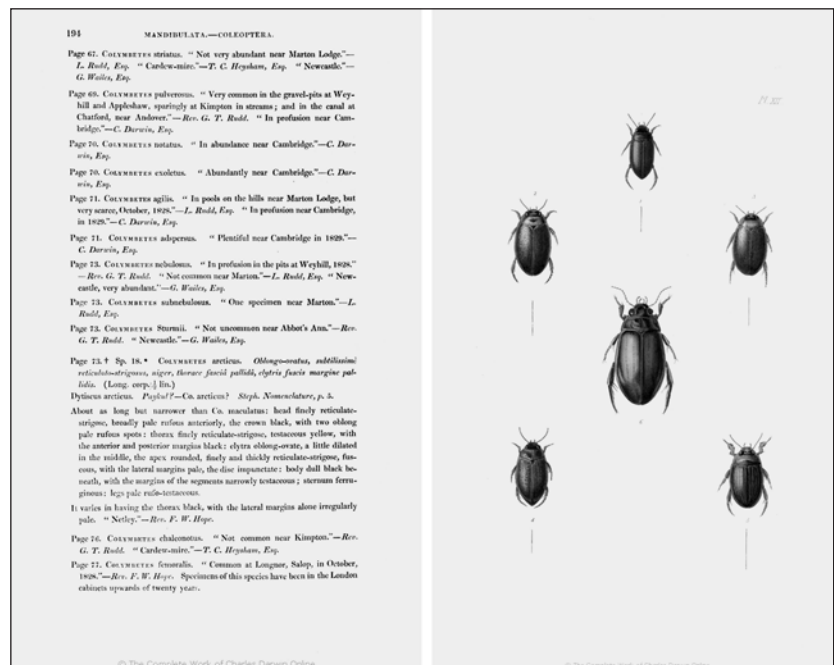 194
MANDIBULATA.—COLEOPTERA.
Page 67. COLYMBETES striatus. “ Not very abundant near Marton Lodge.”—
L. Rudd, Esq. “ Cardew-mire.”—T. C. Heysham, Esq. “ Newcastle.”—
G. Wailes, Esq.
Page 69. COLYMBETES pulverosus. “ Very common in the gravel-pits at Wey-
hill and Appleshaw, sparingly at Kimpton in streams ; and in the canal at
Chatford, near Andover.”—Rev. G. T. Rudd. “ In profusion near Cam-
bridge.”—C. Darwin, Esq.
Page 70. COLYMBETES notatus. “ In abundance near Cambridge.”—C. Dar-
win, Esq.
Page 70. COLYMBETES exoletus. “ Abundantly near Cambridge.”—C. Dar-
win, Esq.
Page 71. COLYMBETES agilis. “ In pools on the hills near Marton Lodge, but
very scarce, October, 1828.”—L. Rudd, Esq. “ In profusion near Cambridge,
in 1829.”—C. Darwin, Esq.
Page 71. COLYMBETES adspersus. “ Plentiful near Cambridge in 1829.”—
C. Darwin, Esq.
Page 73. COLYMBETES nebulosus. “ In profusion in the pits at Weyhill, 1828.”
—Rev. G. T. Rudd. “ Not common near Marton.”—L. Rudd, Esq. “ New-
castle, very abundant.”—G. Wailes, Esq.
Page 73. COLYMBETES subnebulosus. “ One specimen near Marton.”—L.
Rudd, Esq.
Page 73. COLYMBETES Sturmii. “ Not uncommon near Abbot's Ann.”—Rev.
G. T. Rudd. “ Newcastle.”—G. Wailes, Esq.
Page 73. † Sp. 18.* COLYMBETES arcticus. Oblongo-ovatus, subtilissimè
reticulato-strigosus, niger, thorace fasciâ pallidâ, elytris fuscis margine pal-
lidis. (Long. corp. lin.)
Dytiscus arcticus. Paykul?—Co. arcticus? Steph. Nomenclature, p. 5.
About as long but narrower than Co. maculatus: head finely reticulate-
strigose, broadly pale rufous anteriorly, the crown black, with two oblong
pale rufous spots: thorax finely reticulate-strigose, testaceous yellow, with
the anterior and posterior margins black: elytra oblong-ovate, a little dilated
in the middle, the apex rounded, finely and thickly reticulate-strigose, fus-
cous, with the lateral margins pale, the disc impunctate: body dull black be-
neath, with the margins of the segments narrowly testaceous; sternum ferru-
ginous: legs pale rufo-testaceous.
It varies in having the thorax black, with the lateral margins alone irregularly
pale. “ Netley.”—Rev. F. W. Hope.
Page 76. COLYMBETES chalconotus. “ Not common near Kimpton.”—Rev.
G. T. Rudd. “ Cardew-mire.”—T. C. Heysham, Esq.
Page 77. COLYMBETES femoralis. “ Common at Longnor, Salop, in October,
1828.”—Rev. F. W. Hope. Specimens of this species have been in the London
cabinets upwards of twenty years.
© The Complete Work of Charles Darwin Online
© The Complete Work of Charles Darwin Online